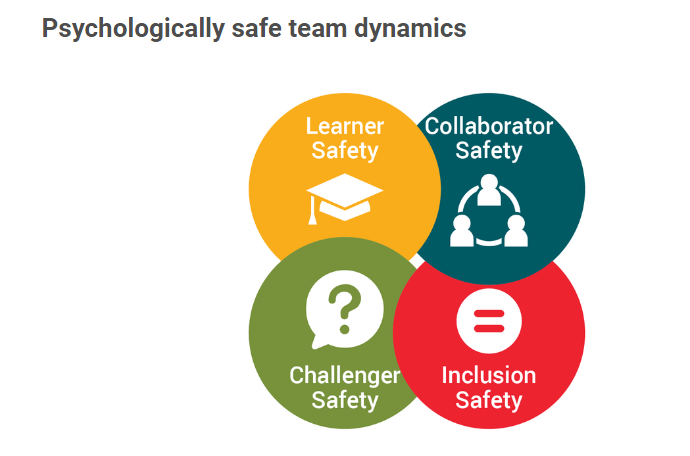 Psychologically safe team dynamics
Learner
Safety
Collaborator
Safety
?
=
Challenger
Safety
Inclusion
Safety